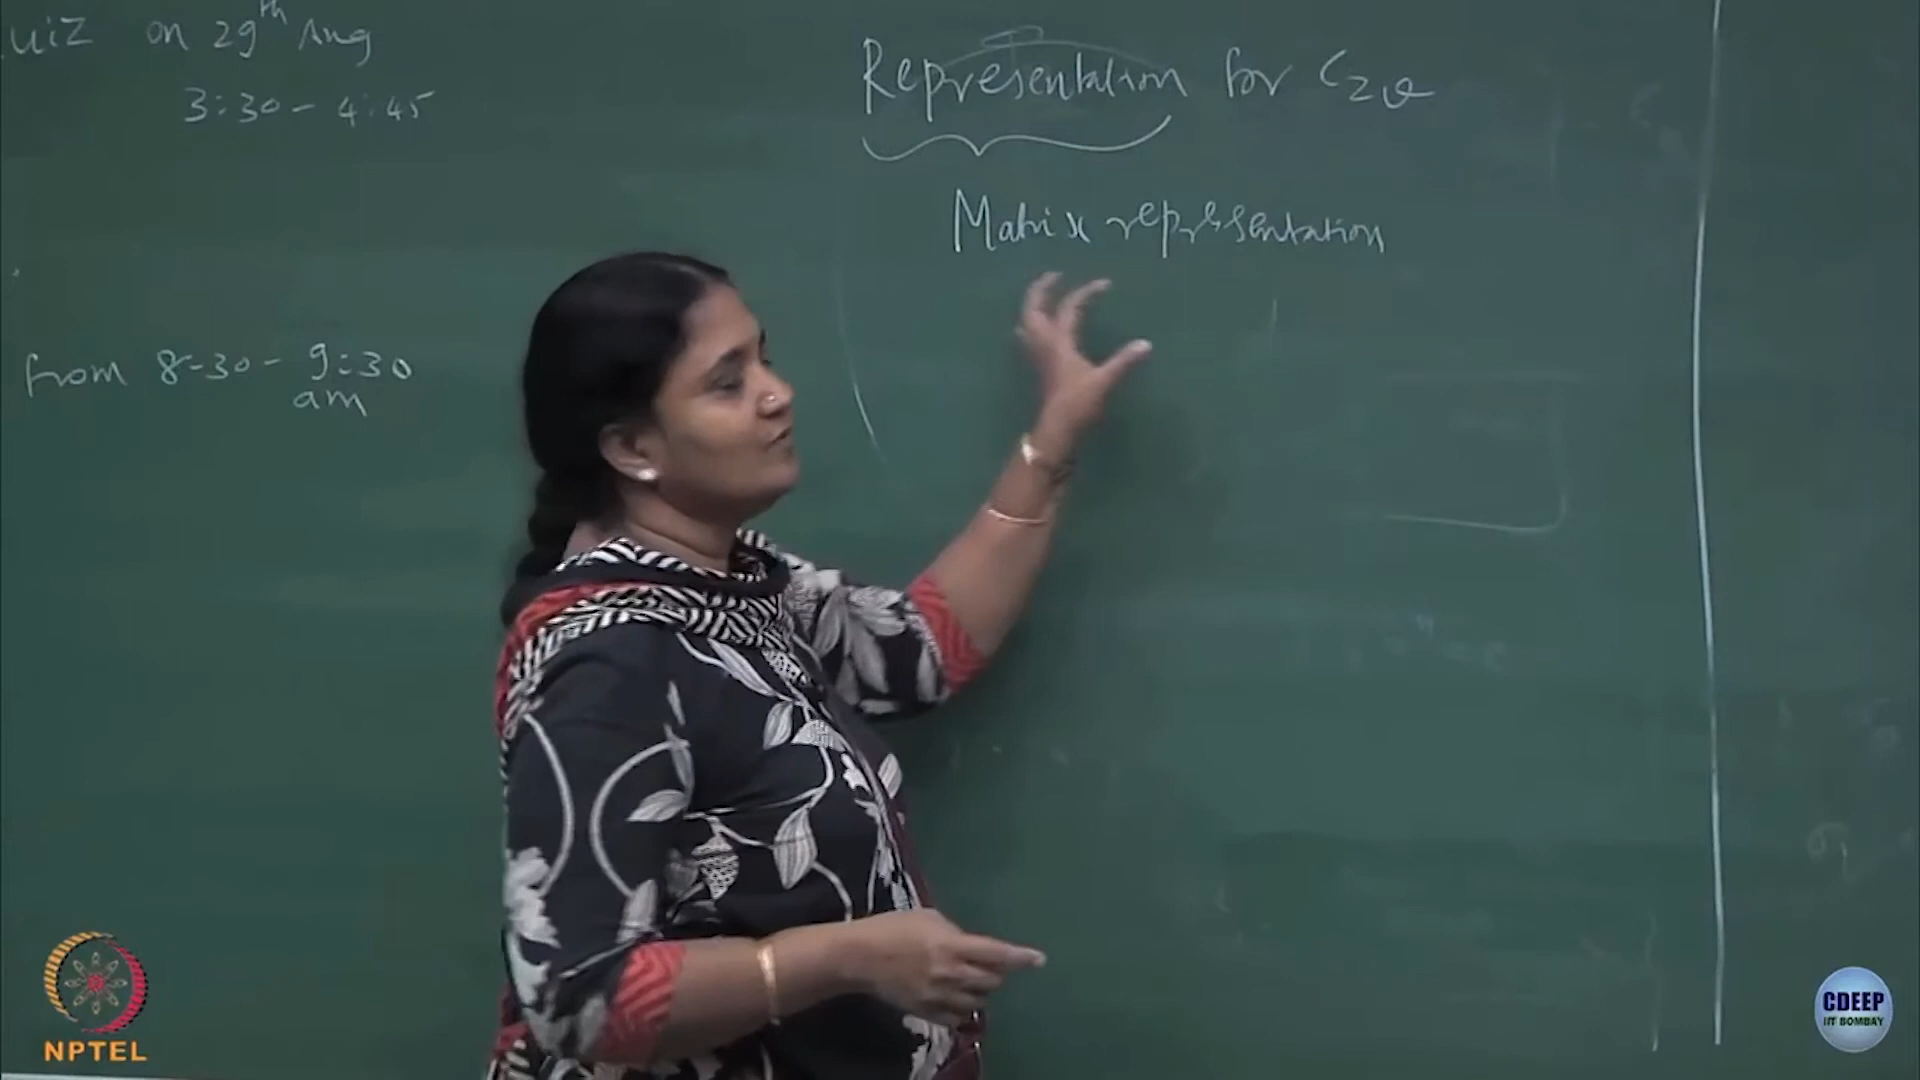 uiz on 29th Aug
3:30 - 4:45
from 8-30 - 9:30
am
Representation for C2v
Matrix representation
NPTEL
CDEEP
IIT BOMBAY